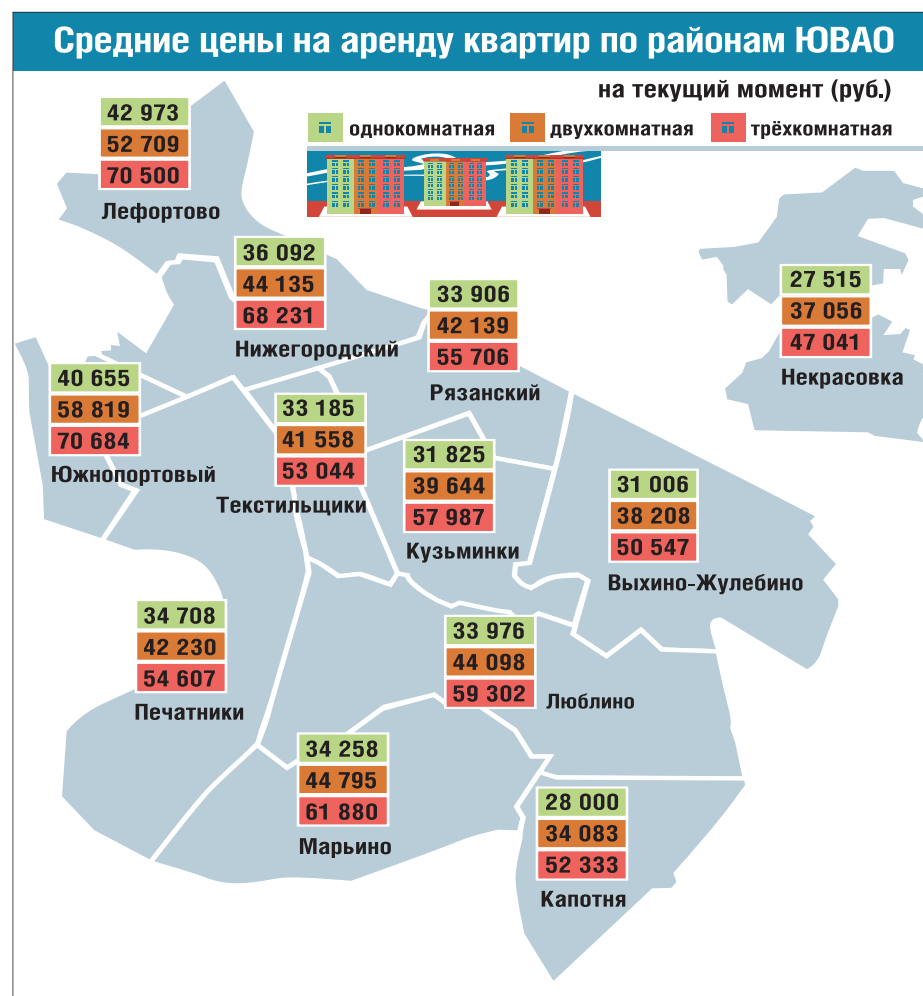 Средние цены на аренду квартир по районам ЮВАО
на текущий момент (руб.)
однокомнатная двухкомнатная трёхкомнатная
42 973
52 709
70 500
Лефортово
36 092
44 135
68 231
Нижегородский
33 906
42 139
55 706
Рязанский
27 515
37 056
47 041
Некрасовка
40 655
58 819
70 684
Южнопортовый
33 185
41 558
53 044
Текстильщики
31 825
39 644
57 987
Кузьминки
31 006
38 208
50 547
Выхино-Жулебино
34 708
42 230
54 607
Печатники
33 976
44 098
59 302
Люблино
34 258
44 795
61 880
Марьино
28 000
34 083
52 333
Капотня